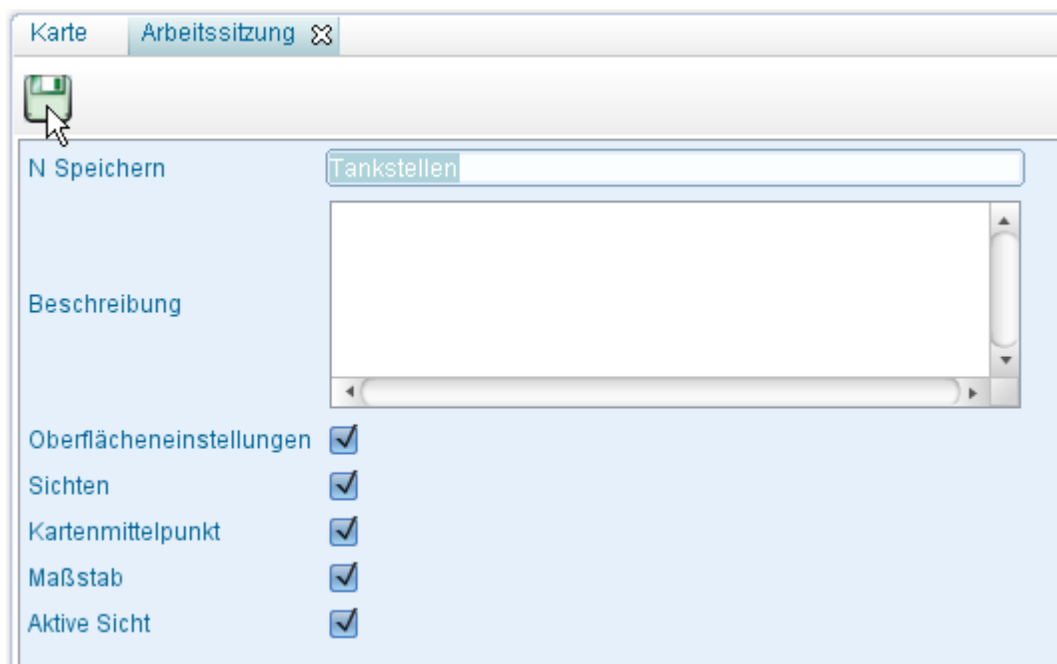 Karte Arbeitssitzung
N Speichern Tankstellen
Beschreibung
Oberflächeneinstellungen
Sichten
Kartenmittelpunkt
Maßstab
Aktive Sicht